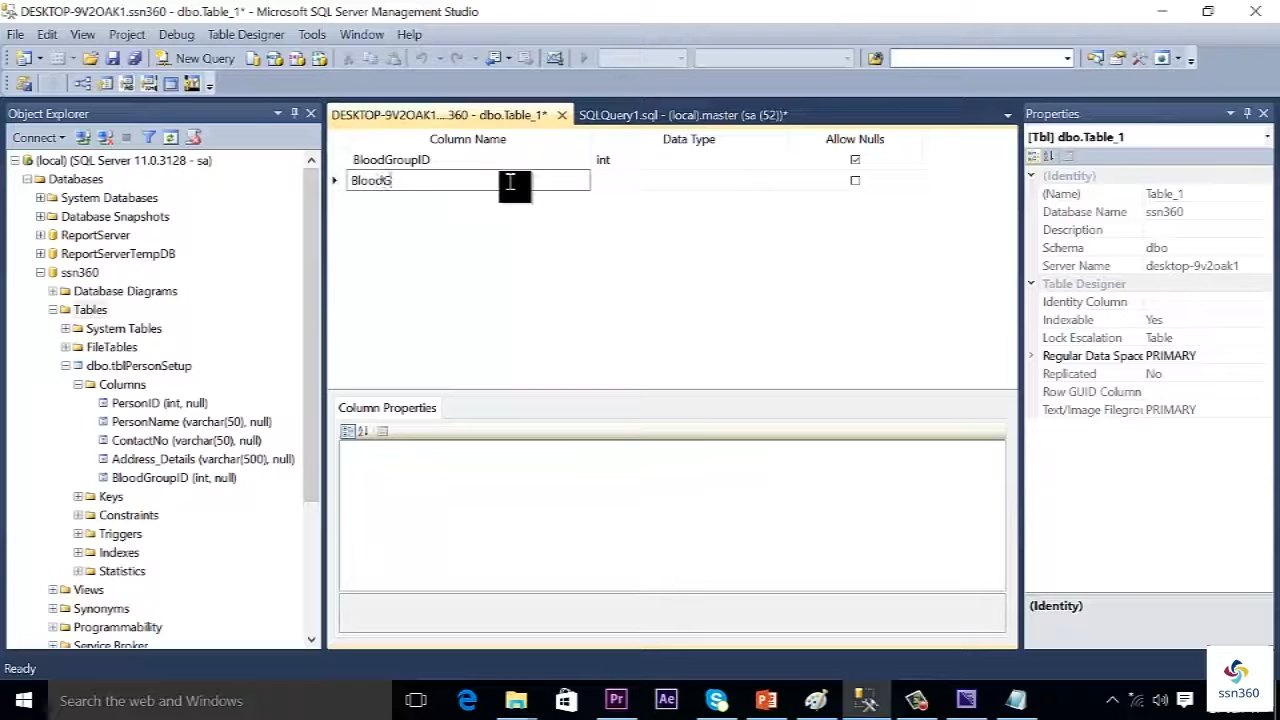 DESKTOP-9V2OAK1.ssn360 - dbo.Table_1* - Microsoft SQL Server Management Studio
File Edit View Project Debug Table Designer Tools Window Help
New Query
Object Explorer
Connect
(local) (SQL Server 11.0.3128 - sa)
Databases
System Databases
Database Snapshots
ReportServer
ReportServerTempDB
ssn360
Database Diagrams
Tables
System Tables
FileTables
dbo.tblPersonSetup
Columns
PersonID (int, null)
PersonName (varchar(50), null)
ContactNo (varchar(50), null)
Address_Details (varchar(500), null)
BloodGroupID (int, null)
Keys
Constraints
Triggers
Indexes
Statistics
Views
Synonyms
Programmability
Service Broker
DESKTOP-9V2OAK1....360 - dbo.Table_1* SQLQuery1.sql - (local).master (sa (52))*
Column Name Data Type Allow Nulls
BloodGroupID int
BloodG
Column Properties
Properties
[Tbl] dbo.Table_1
(Identity)
(Name) Table_1
Database Name ssn360
Description
Schema dbo
Server Name desktop-9v2oak1
Table Designer
Identity Column
Indexable Yes
Lock Escalation Table
Regular Data Space PRIMARY
Replicated No
Row GUID Column
Text/Image Filegrou PRIMARY
(Identity)
Ready
Search the web and Windows
Pr
Ae
ssn360